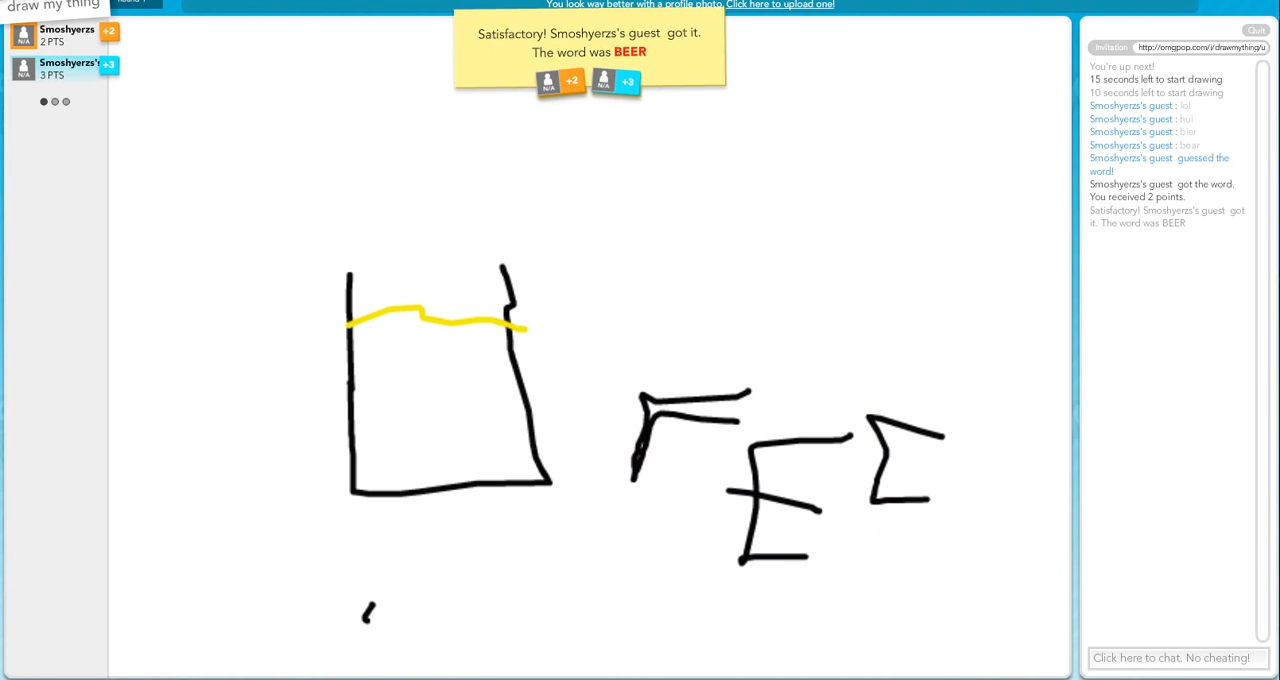 draw my thing
You look way better with a profile photo. Click here to upload one!
Smoshyerzs
2 PTS
+2
Smoshyerzs's
3 PTS
+3
Satisfactory! Smoshyerzs's guest got it.
The word was BEER
N/A +2 N/A +3
F E
Quit
Invitation http://omgpop.com/i/drawmything/u
You're up next!
15 seconds left to start drawing
10 seconds left to start drawing
Smoshyerzs's guest : lol
Smoshyerzs's guest : hui
Smoshyerzs's guest : bier
Smoshyerzs's guest : bear
Smoshyerzs's guest guessed the
word!
Smoshyerzs's guest got the word.
You received 2 points.
Satisfactory! Smoshyerzs's guest got
it. The word was BEER
Click here to chat. No cheating!